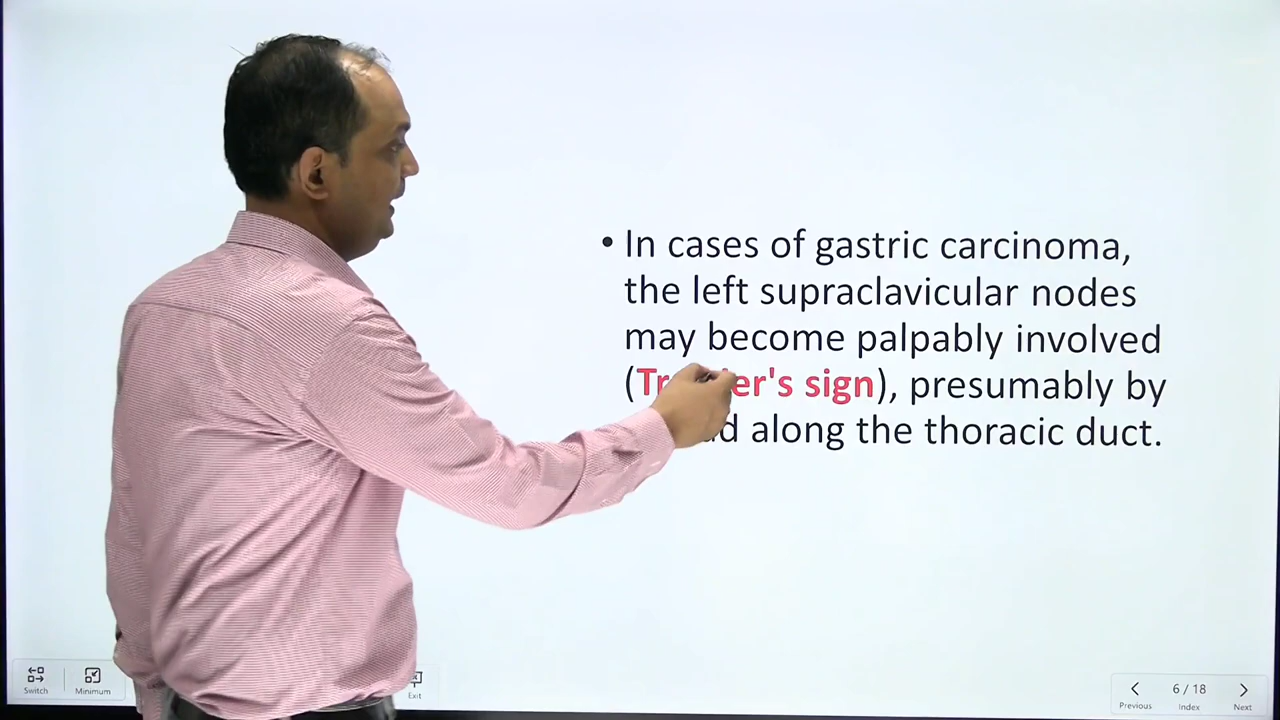 • In cases of gastric carcinoma,
the left supraclavicular nodes
may become palpably involved
sign), presumably by
along the thoracic duct.
Switch
Minimum
Exit
6 / 18
Previous
Index
Next